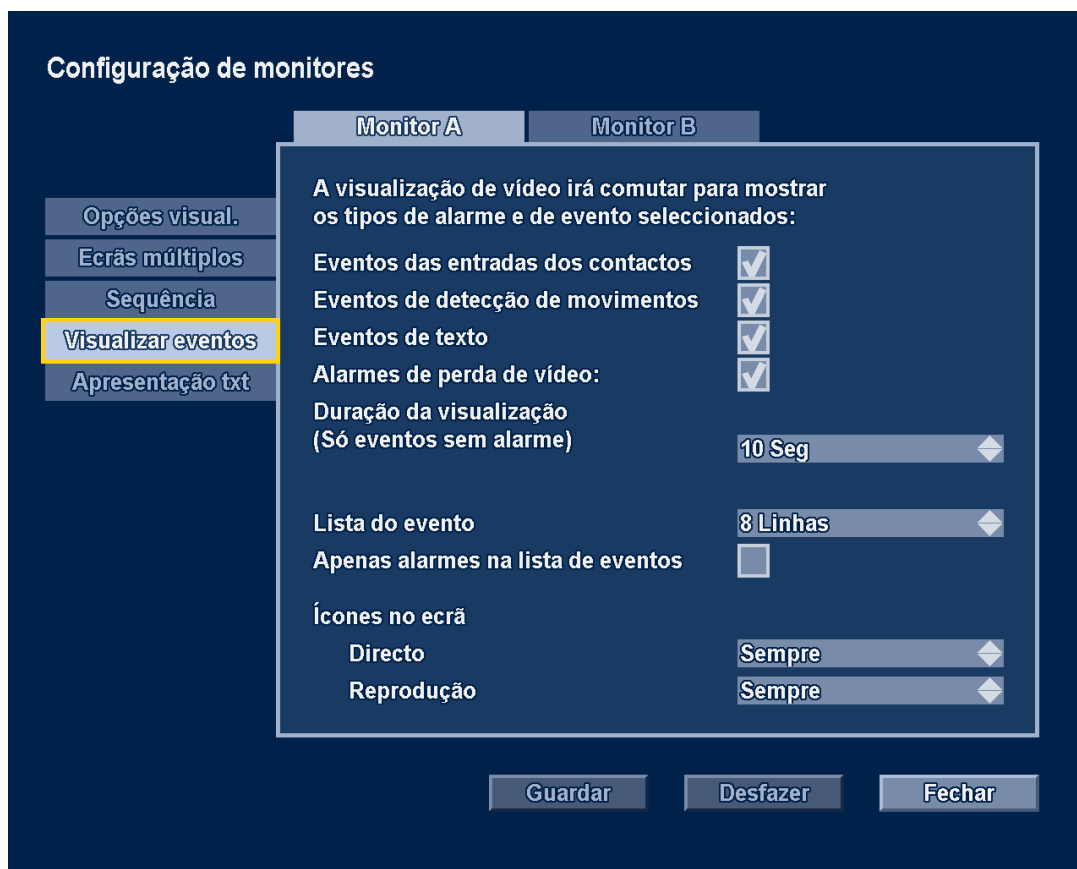 Configuração de monitores
Monitor A
Monitor B
Opções visual.
Ecrãs múltiplos
Sequência
Visualizar eventos
Apresentação txt
A visualização de vídeo irá comutar para mostrar
os tipos de alarme e de evento seleccionados:
Eventos das entradas dos contactos
Eventos de detecção de movimentos
Eventos de texto
Alarmes de perda de vídeo:
Duração da visualização
(Só eventos sem alarme)
10 Seg
Lista do evento
8 Linhas
Apenas alarmes na lista de eventos
Ícones no ecrã
Directo
Sempre
Reprodução
Sempre
Guardar
Desfazer
Fechar